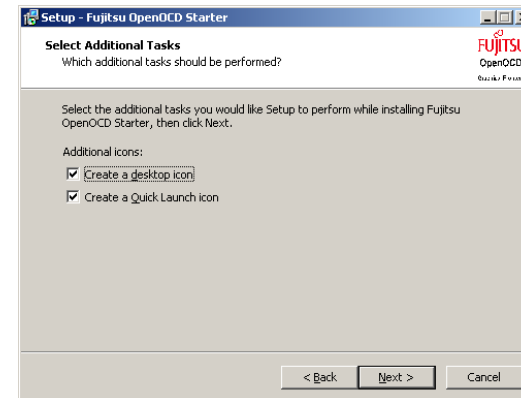 Setup - Fujitsu OpenOCD Starter
Select Additional Tasks
Which additional tasks should be performed?
FUJITSU
OpenOCD
Select the additional tasks you would like Setup to perform while installing Fujitsu
OpenOCD Starter, then click Next.
Additional icons:
Create a desktop icon
Create a Quick Launch icon
< Back
Next >
Cancel